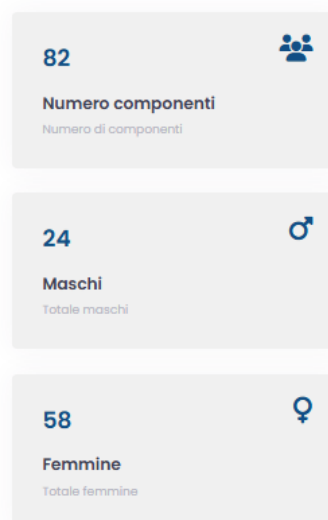 82
Numero componenti
Numero di componenti
24
Maschi
Totale maschi
58
Femmine
Totale femmine